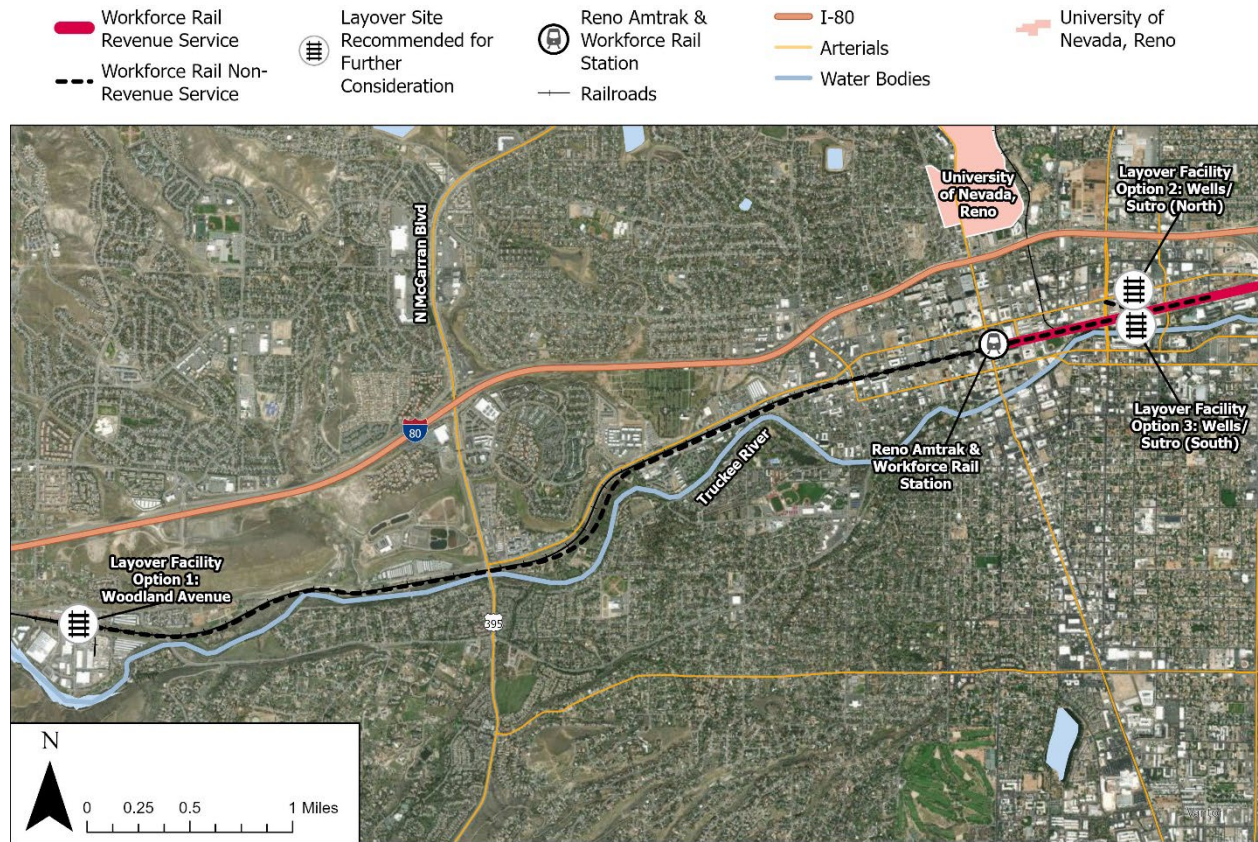 Workforce Rail
Revenue Service
Workforce Rail Non-
Revenue Service
Layover Site
Recommended for
Further
Consideration
Reno Amtrak &
Workforce Rail
Station
Railroads
I-80
Arterials
Water Bodies
University of
Nevada, Reno
N McCarran Blvd
University
of Nevada,
Reno
Layover Facility
Option 2: Wells/
Sutro (North)
80
Truckee River
Reno Amtrak &
Workforce Rail
Station
Layover Facility
Option 3: Wells/
Sutro (South)
Layover Facility
Option 1:
Woodland Avenue
395
N
0 0.25 0.5 1 Miles